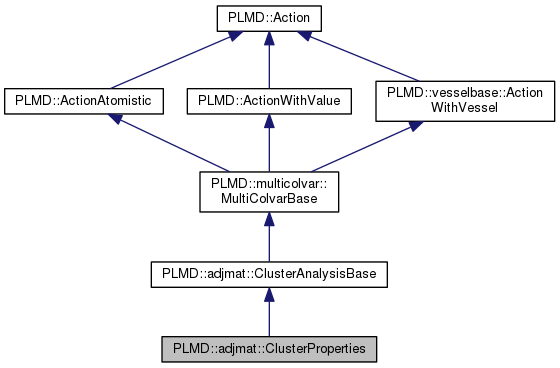 PLMD::Action
PLMD::ActionAtomistic
PLMD::ActionWithValue
PLMD::vesselbase::Action
WithVessel
PLMD::multicolvar::
MultiColvarBase
PLMD::adjmat::ClusterAnalysisBase
PLMD::adjmat::ClusterProperties